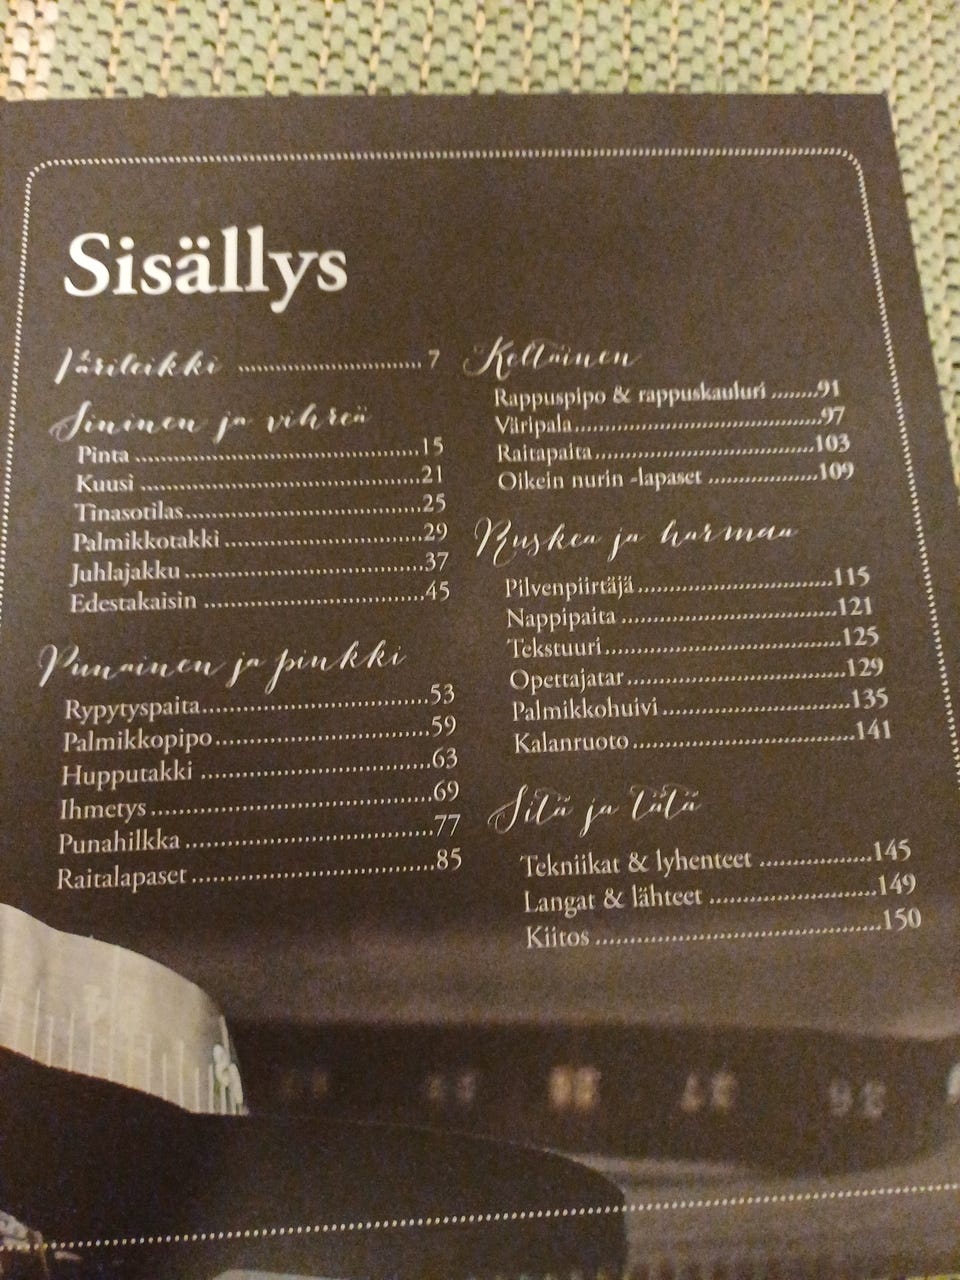 Sisällys
Värileikki ........................ 7
Sininen ja vihreä
Pinta ........................ 15
Kuusi ........................ 21
Tinasotilas ........................ 25
Palmikkotakki ........................ 29
Juhlajakku ........................ 37
Edestakaisin ........................ 45
Punainen ja pinkki
Rypytyspaita ........................ 53
Palmikkopipo ........................ 59
Hupputakki ........................ 63
Ihmetys ........................ 69
Punahilkka ........................ 77
Raitalapaset ........................ 85
Keltainen
Rappuspipo & rappuskauluri ........ 91
Väripala ........................ 97
Raitapaita ........................ 103
Oikein nurin -lapaset ................ 109
Ruskea ja harmaa
Pilvenpiirtäjä ........................ 115
Nappipaita ........................ 121
Tekstuuri ........................ 125
Opettajatar ........................ 129
Palmikkohuivi ........................ 135
Kalanruoto ........................ 141
Sitä ja tätä
Tekniikat & lyhenteet ................ 145
Langat & lähteet ........................ 149
Kiitos ........................ 150